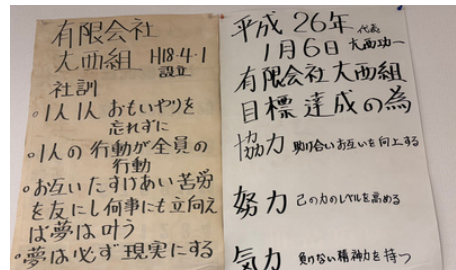 有限会社
大西組 H18.4.1
設立
社訓
○1人1人おもいやりを
忘れずに
○1人の行動が全員の
行動
○お互いたすけあい苦労
を友にし何事にも立向え
ば夢は叶う
○夢は必ず現実にする
平成26年 代表
1月6日 大西功一
有限会社大西組
目標達成の為
協力 助け合いお互いを向上する
努力 己の力のレベルを高める
気力 負けない精神力を持つ